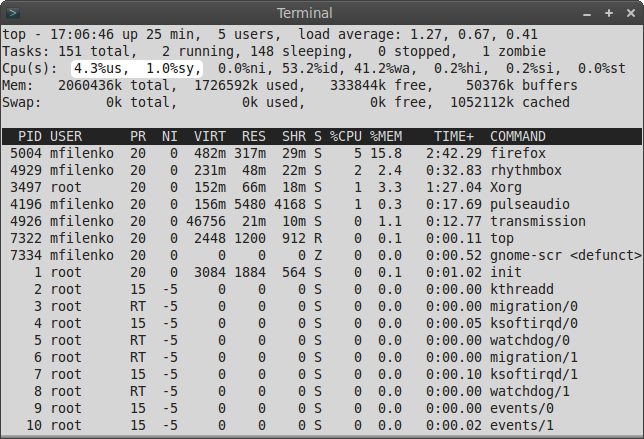 Terminal
top - 17:06:46 up 25 min,  5 users,  load average: 1.27, 0.67, 0.41
Tasks: 151 total,   2 running, 148 sleeping,   0 stopped,   1 zombie
Cpu(s):  4.3%us,  1.0%sy,  0.0%ni, 53.2%id, 41.2%wa,  0.2%hi,  0.2%si,  0.0%st
Mem:   2060436k total,  1726592k used,   333844k free,    50376k buffers
Swap:        0k total,        0k used,        0k free,  1052112k cached
PID USER      PR  NI  VIRT  RES  SHR S %CPU %MEM    TIME+  COMMAND
5004 mfilenko  20   0  482m 317m  29m S    5 15.8   2:42.29 firefox
4929 mfilenko  20   0  231m  48m  22m S    2  2.4   0:32.83 rhythmbox
3497 root      20   0  152m  66m  18m S    1  3.3   1:27.04 Xorg
4196 mfilenko  20   0  156m 5480 4168 S    1  0.3   0:17.69 pulseaudio
4926 mfilenko  20   0 46756  21m  10m S    0  1.1   0:12.77 transmission
7322 mfilenko  20   0  2448 1200  912 R    0  0.1   0:00.11 top
7334 mfilenko  20   0     0    0    0 Z    0  0.0   0:00.52 gnome-scr <defunct>
1 root      20   0  3084 1884  564 S    0  0.1   0:01.02 init
2 root      15  -5     0    0    0 S    0  0.0   0:00.00 kthreadd
3 root      RT  -5     0    0    0 S    0  0.0   0:00.00 migration/0
4 root      15  -5     0    0    0 S    0  0.0   0:00.05 ksoftirqd/0
5 root      RT  -5     0    0    0 S    0  0.0   0:00.00 watchdog/0
6 root      RT  -5     0    0    0 S    0  0.0   0:00.00 migration/1
7 root      15  -5     0    0    0 S    0  0.0   0:00.10 ksoftirqd/1
8 root      RT  -5     0    0    0 S    0  0.0   0:00.00 watchdog/1
9 root      15  -5     0    0    0 S    0  0.0   0:00.00 events/0
10 root      15  -5     0    0    0 S    0  0.0   0:00.02 events/1